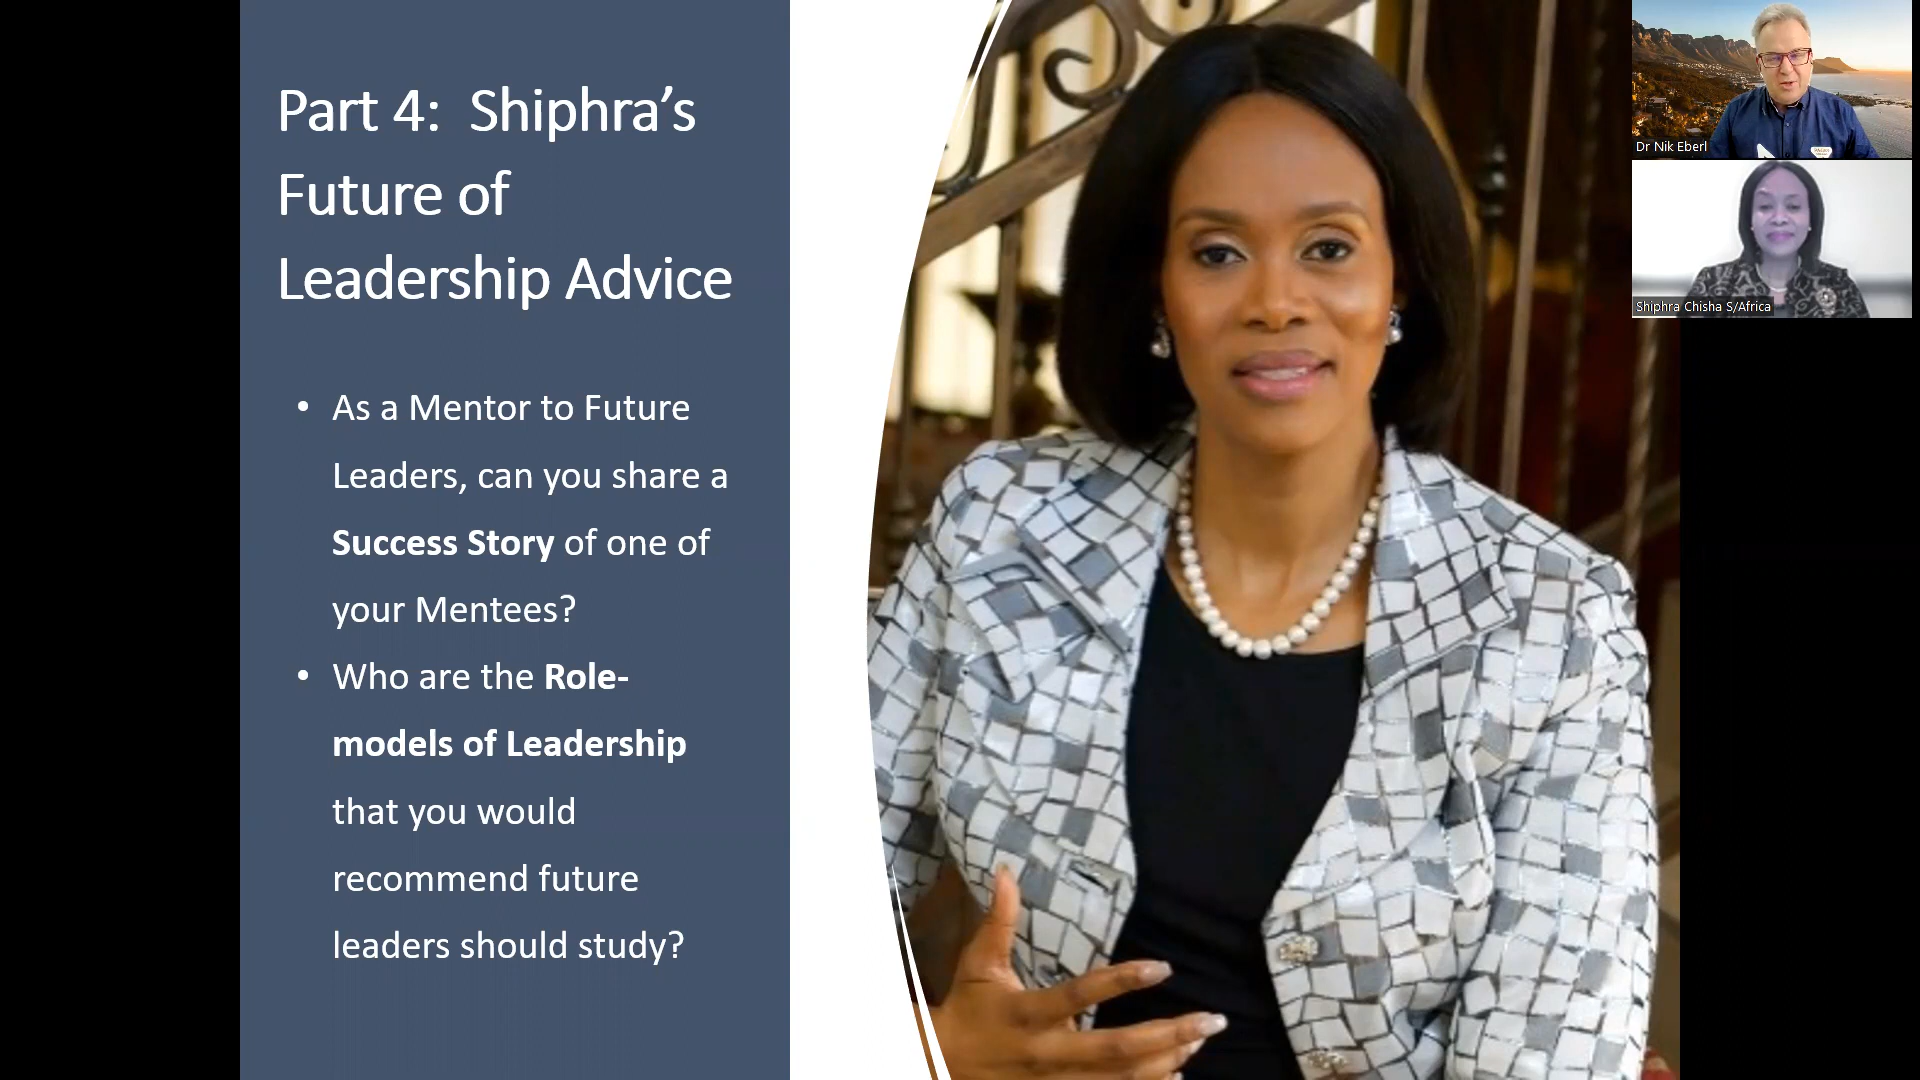 Part 4:  Shiphra’s
Future of
Leadership Advice
• As a Mentor to Future
Leaders, can you share a
Success Story of one of
your Mentees?
• Who are the Role-
models of Leadership
that you would
recommend future
leaders should study?
Dr Nik Eberl
Shiphra Chisha S/Africa